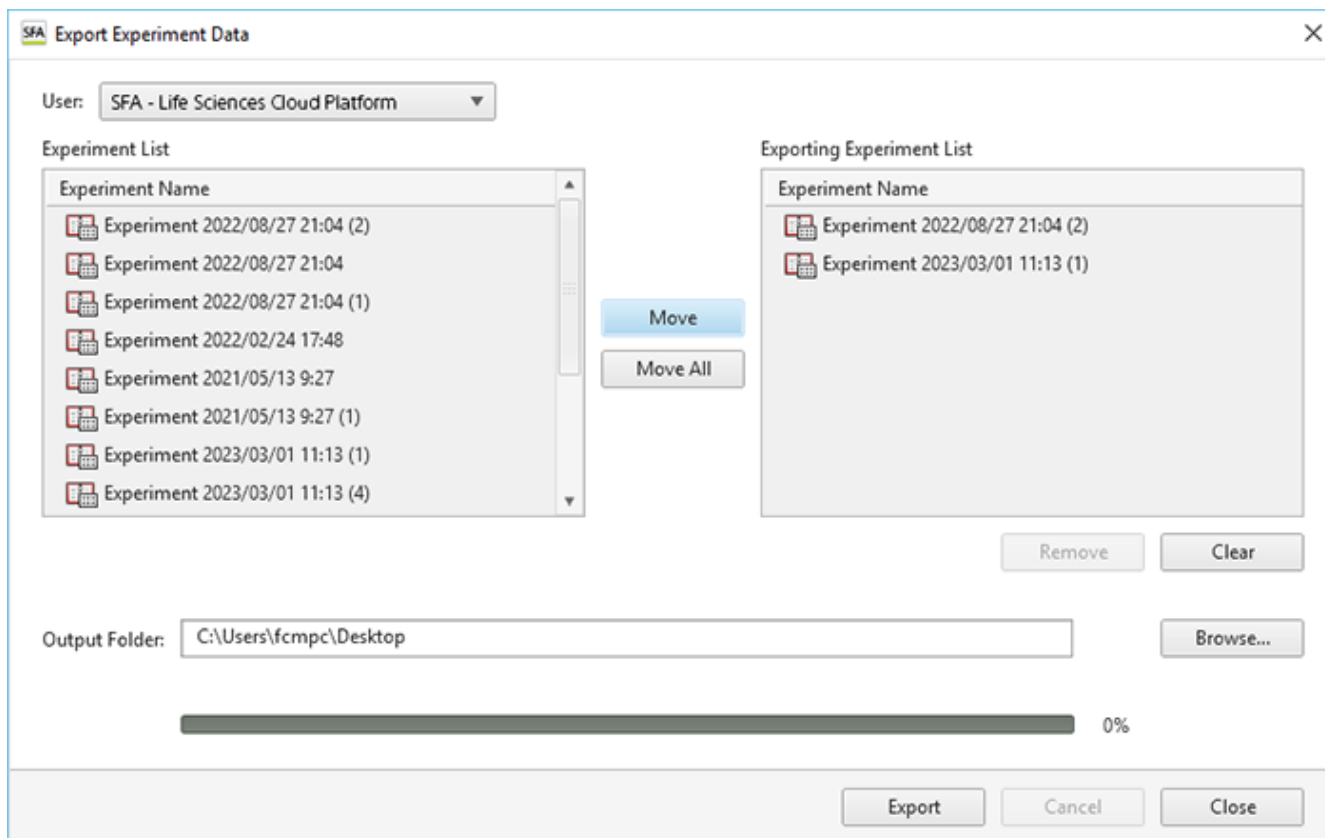 SFA Export Experiment Data
User: SFA - Life Sciences Cloud Platform
Experiment List
Experiment Name
Experiment 2022/08/27 21:04 (2)
Experiment 2022/08/27 21:04
Experiment 2022/08/27 21:04 (1)
Experiment 2022/02/24 17:48
Experiment 2021/05/13 9:27
Experiment 2021/05/13 9:27 (1)
Experiment 2023/03/01 11:13 (1)
Experiment 2023/03/01 11:13 (4)
Move
Move All
Exporting Experiment List
Experiment Name
Experiment 2022/08/27 21:04 (2)
Experiment 2023/03/01 11:13 (1)
Remove
Clear
Output Folder: C:\Users\fcmpc\Desktop
Browse...
0%
Export
Cancel
Close